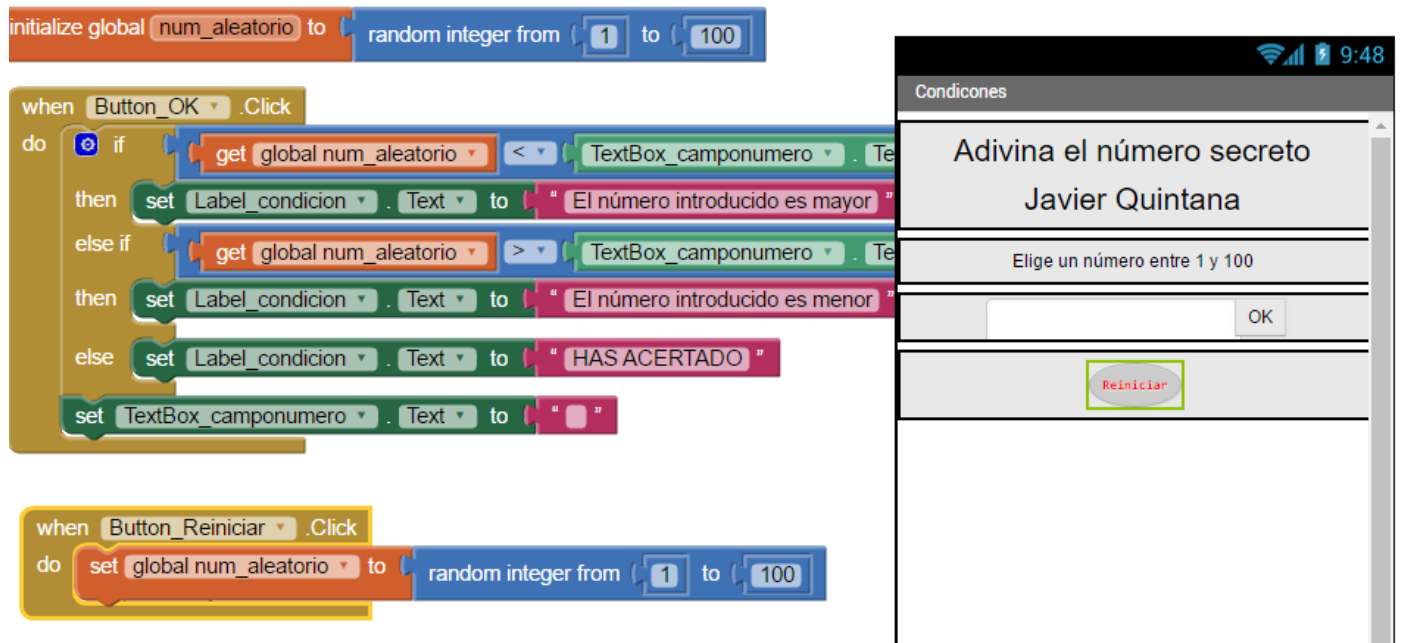 initialize global num_aleatorio to random integer from 1 to 100
when Button_OK .Click
do if get global num_aleatorio < TextBox_camponumero . Te
then set Label_condicion . Text to " El número introducido es mayor "
else if get global num_aleatorio > TextBox_camponumero . Te
then set Label_condicion . Text to " El número introducido es menor "
else set Label_condicion . Text to " HAS ACERTADO "
set TextBox_camponumero . Text to " "
when Button_Reiniciar .Click
do set global num_aleatorio to random integer from 1 to 100
9:48
Condicones
Adivina el número secreto
Javier Quintana
Elige un número entre 1 y 100
OK
Reiniciar